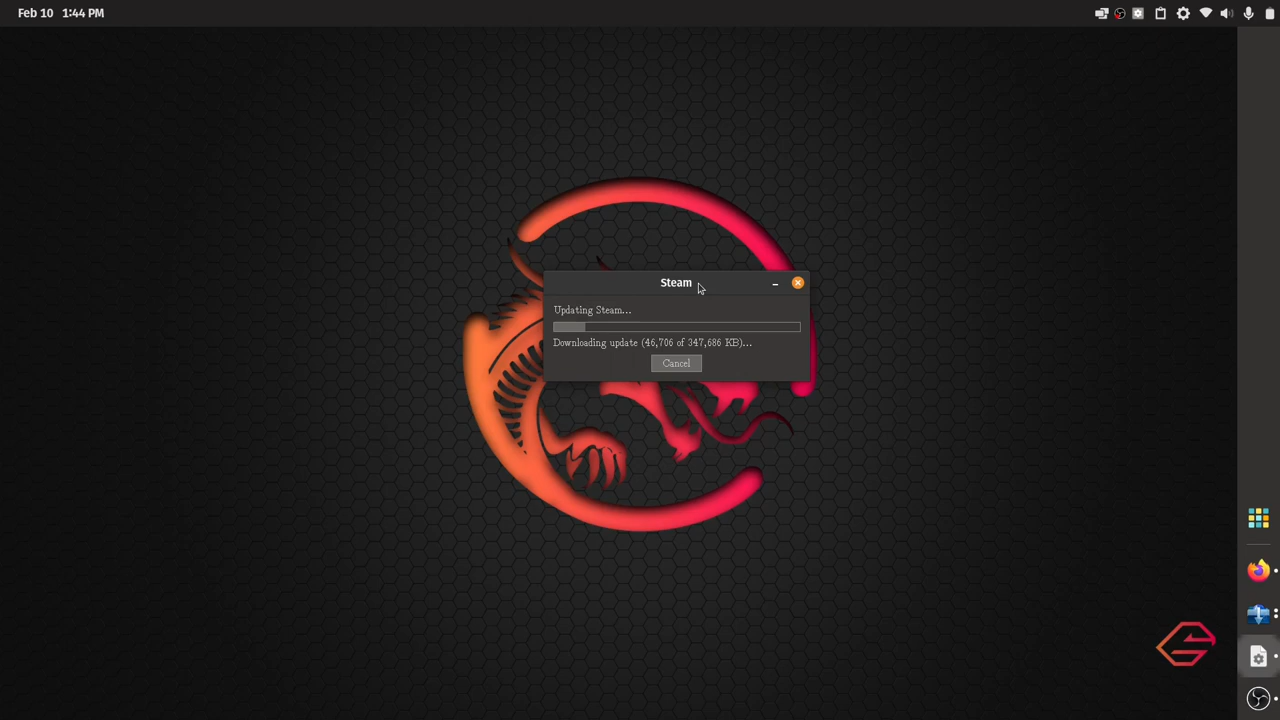 Feb 10 1:44 PM
Steam
Updating Steam...
Downloading update (46,706 of 347,686 KB)...
Cancel